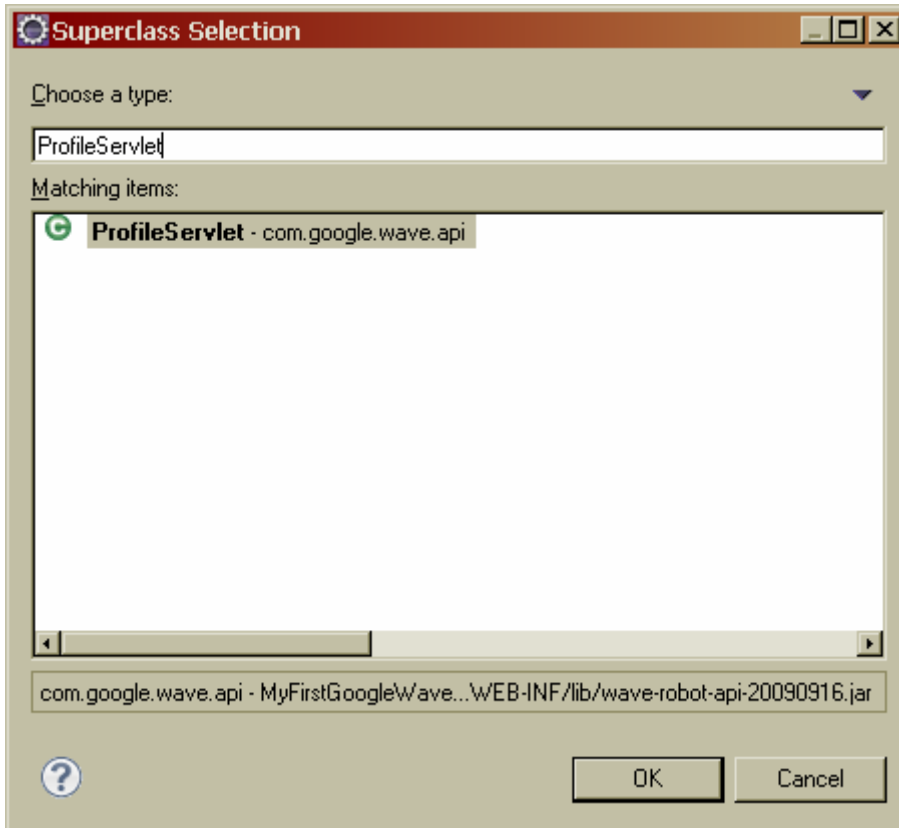 Superclass Selection
Choose a type:
ProfileServlet
Matching items:
ProfileServlet - com.google.wave.api
com.google.wave.api - MyFirstGoogleWave...WEB-INF/lib/wave-robot-api-20090916.jar
? OK Cancel